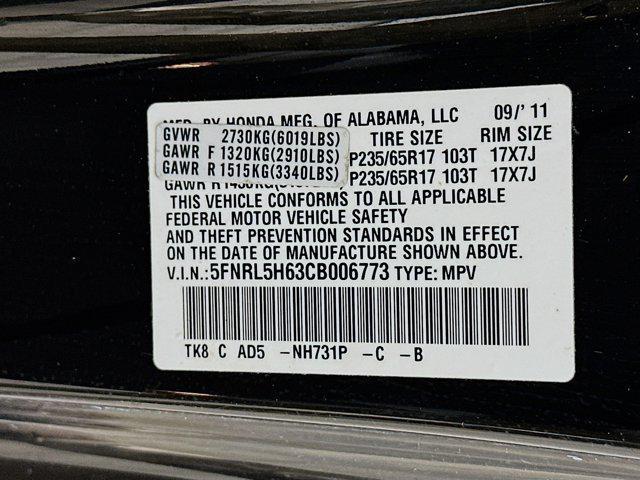 MFD. BY HONDA MFG. OF ALABAMA, LLC 09/'11
GVWR 2730KG(6019LBS) TIRE SIZE RIM SIZE
GAWR F 1320KG(2910LBS) P235/65R17 103T 17X7J
GAWR R 1515KG(3340LBS) P235/65R17 103T 17X7J
GAWR R
THIS VEHICLE CONFORMS TO ALL APPLICABLE
FEDERAL MOTOR VEHICLE SAFETY
AND THEFT PREVENTION STANDARDS IN EFFECT
ON THE DATE OF MANUFACTURE SHOWN ABOVE.
V.I.N.:5FNRL5H63CB006773 TYPE: MPV
TK8 C AD5 -NH731P -C -B